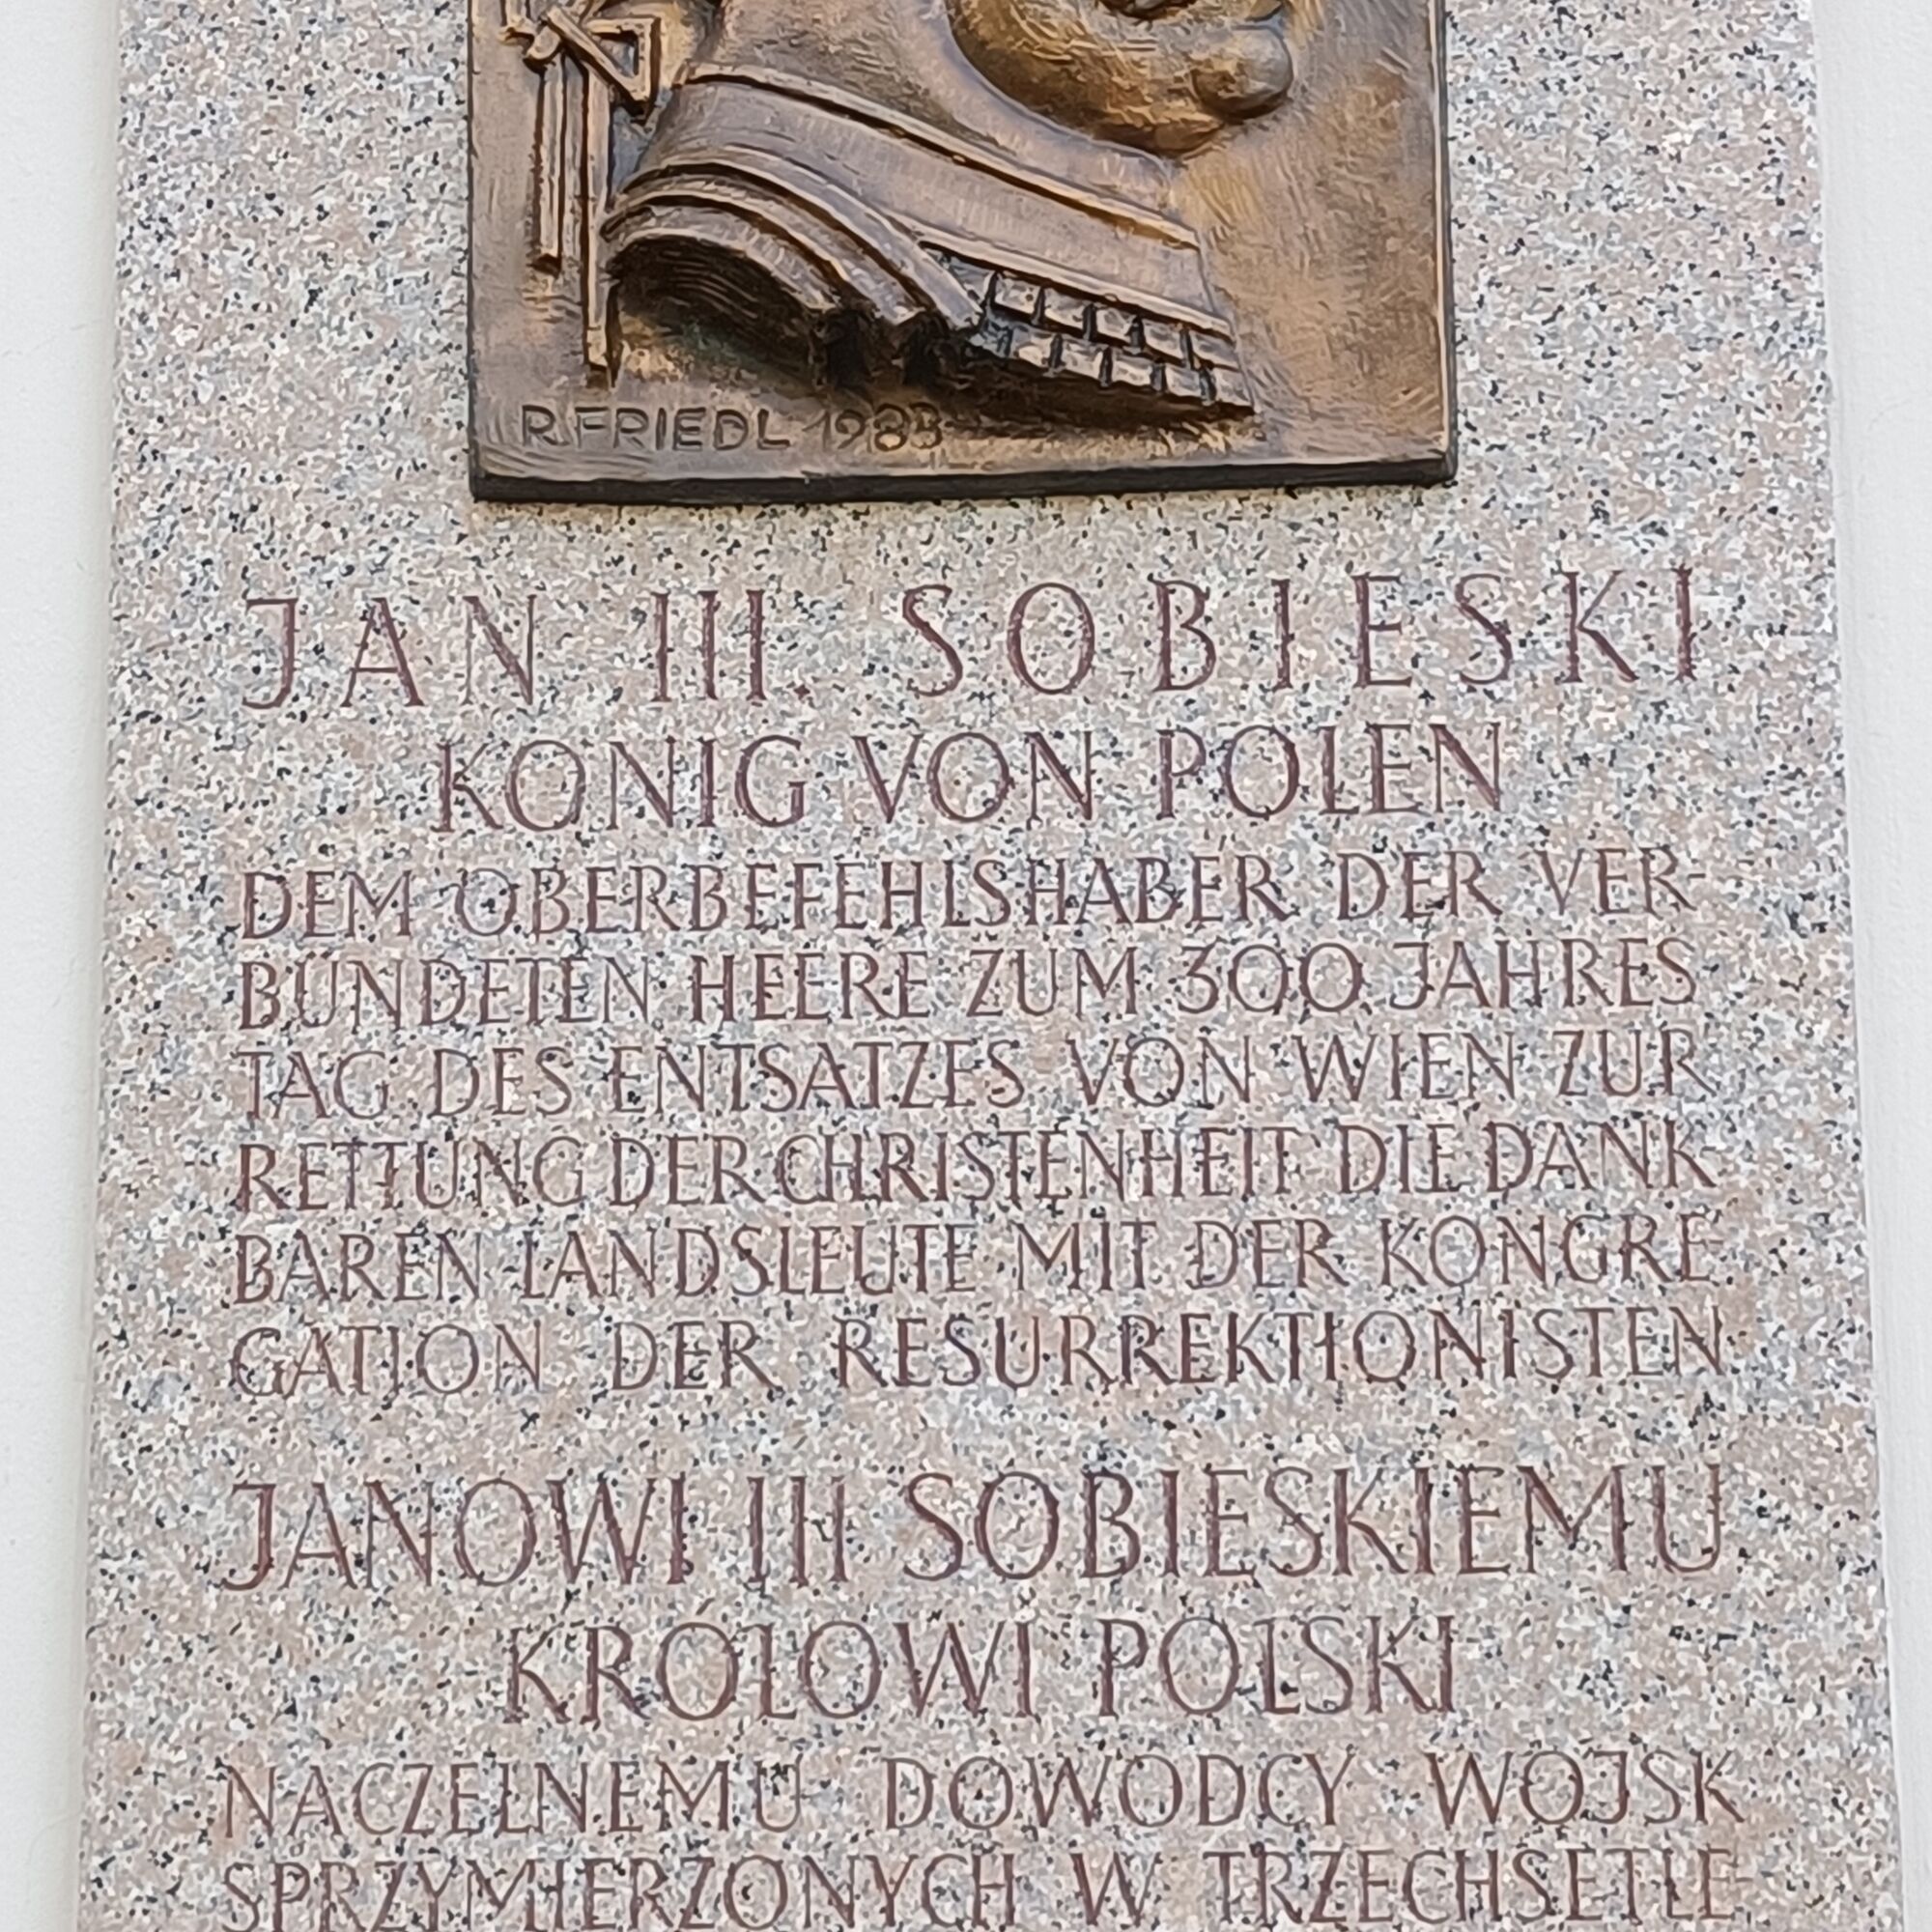 R. FRIEDL 1983
JAN III. SOBIESKI
KÖNIG VON POLEN
DEM OBERBEFEHLSHABER DER VER-
BÜNDETEN HEERE ZUM 300 JAHRES
TAG DES ENTSATZES VON WIEN ZUR
RETTUNG DER CHRISTENHEIT DIE DANK
BAREN LANDSLEUTE MIT DER KONGRE
GATION DER RESURREKTIONISTEN
JANOWI III SOBIESKIEMU
KRÓLOWI POLSKI
NACZELNEMU DOWODCY WOJSK
SPRZYMIERZONYCH W TRZECHSETLE